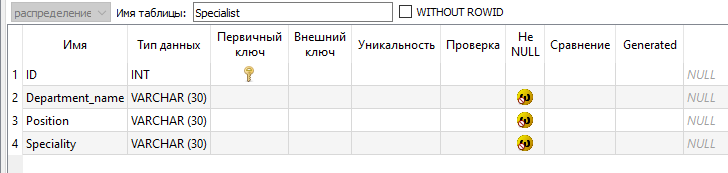 распределение Имя таблицы: Specialist WITHOUT ROWID
Имя Тип данных Первичный ключ Внешний ключ Уникальность Проверка Не NULL Сравнение Generated
1 ID INT NULL
2 Department_name VARCHAR (30) NULL
3 Position VARCHAR (30) NULL
4 Speciality VARCHAR (30) NULL